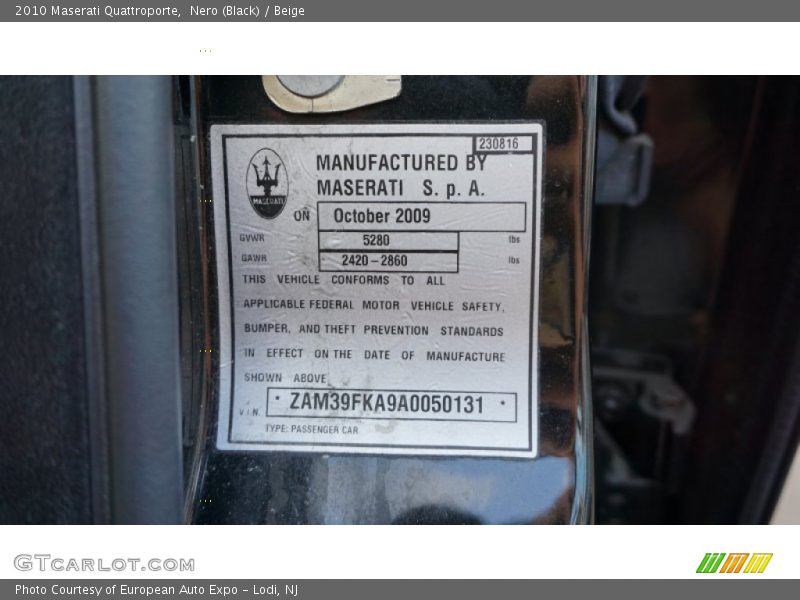 2010 Maserati Quattroporte,  Nero (Black) / Beige
230816
MANUFACTURED BY
MASERATI S. p. A.
MASERATI
ON October 2009
GVWR 5280 lbs
GAWR 2420-2860 lbs
THIS VEHICLE CONFORMS TO ALL
APPLICABLE FEDERAL MOTOR VEHICLE SAFETY,
BUMPER, AND THEFT PREVENTION STANDARDS
IN EFFECT ON THE DATE OF MANUFACTURE
SHOWN ABOVE
V.I.N. * ZAM39FKA9A0050131 *
TYPE: PASSENGER CAR
GTCARLOT.COM
Photo Courtesy of European Auto Expo - Lodi, NJ